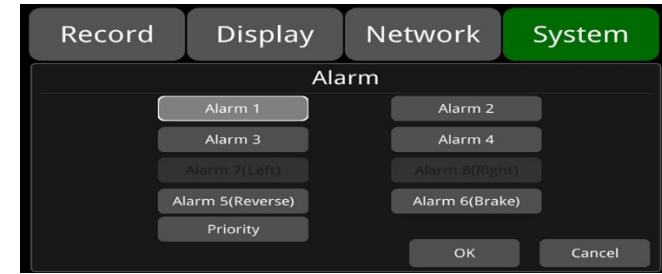 Record Display Network System
Alarm
Alarm 1 Alarm 2
Alarm 3 Alarm 4
Alarm 7(Left) Alarm 8(Right)
Alarm 5(Reverse) Alarm 6(Brake)
Priority
OK Cancel